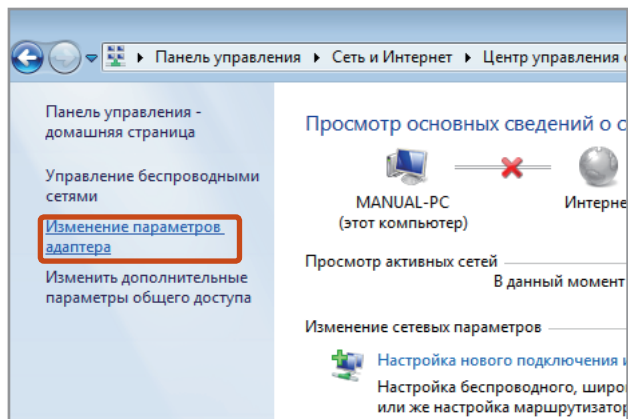 Панель управления ▸ Сеть и Интернет ▸ Центр управления
Панель управления -
домашняя страница
Управление беспроводными
сетями
Изменение параметров
адаптера
Изменить дополнительные
параметры общего доступа
Просмотр основных сведений о с
MANUAL-PC
(этот компьютер)
Интерне
Просмотр активных сетей
В данный момент
Изменение сетевых параметров
Настройка нового подключения и
Настройка беспроводного, широ
или же настройка маршрутизатор